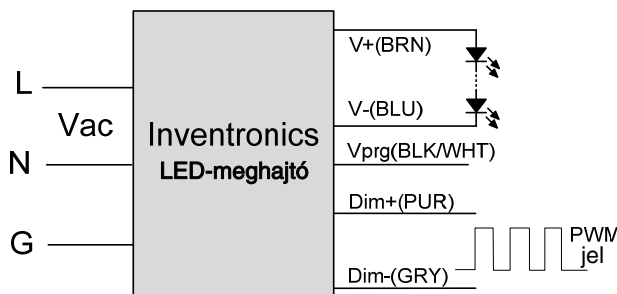 L
Vac
N
G
Inventronics
LED-meghajtó
V+(BRN)
V-(BLU)
Vprg(BLK/WHT)
Dim+(PUR)
Dim-(GRY)
PWM
jel